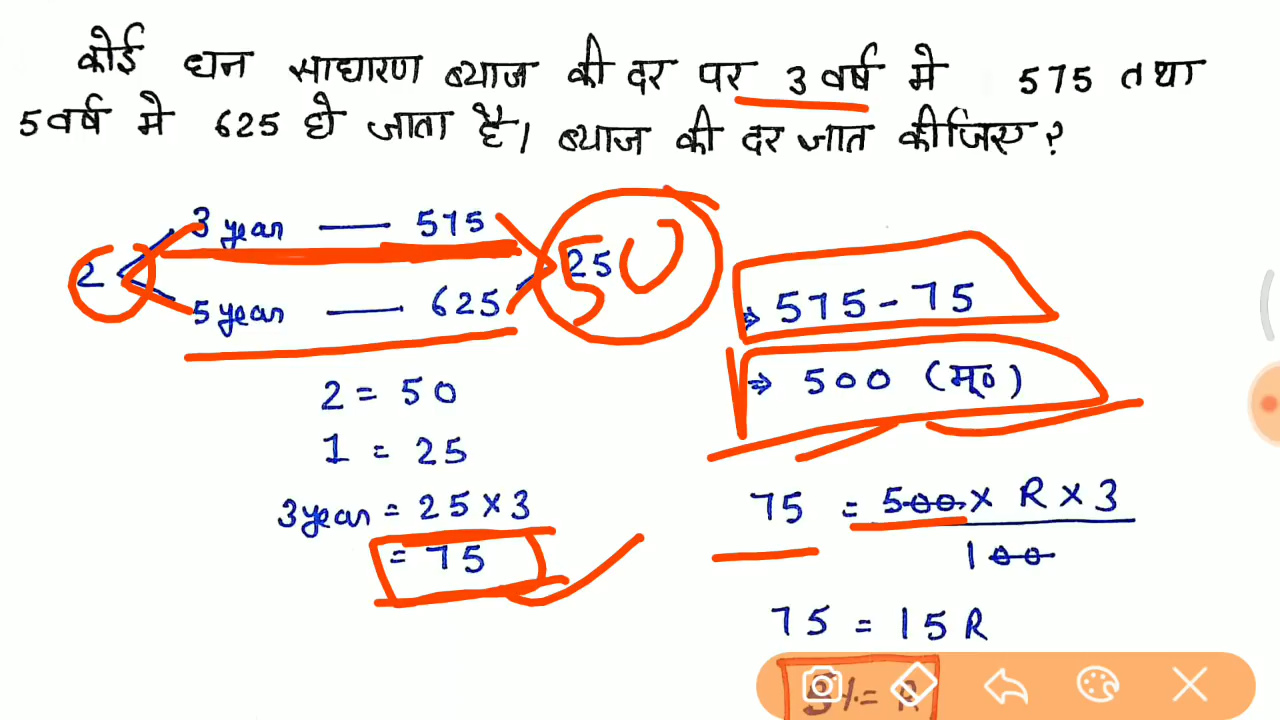 कोई धन साधारण ब्याज की दर पर 3 वर्ष मे 575 तथा
5 वर्ष मे 625 हो जाता है। ब्याज की दर ज्ञात कीजिए?
2
3 year — 575
5 year — 625
25
50
2 = 50
1 = 25
3 year = 25 × 3
= 75
⇒ 575 - 75
⇒ 500 (मू०)
75 = 500 × R × 3
100
75 = 15 R
5% = R